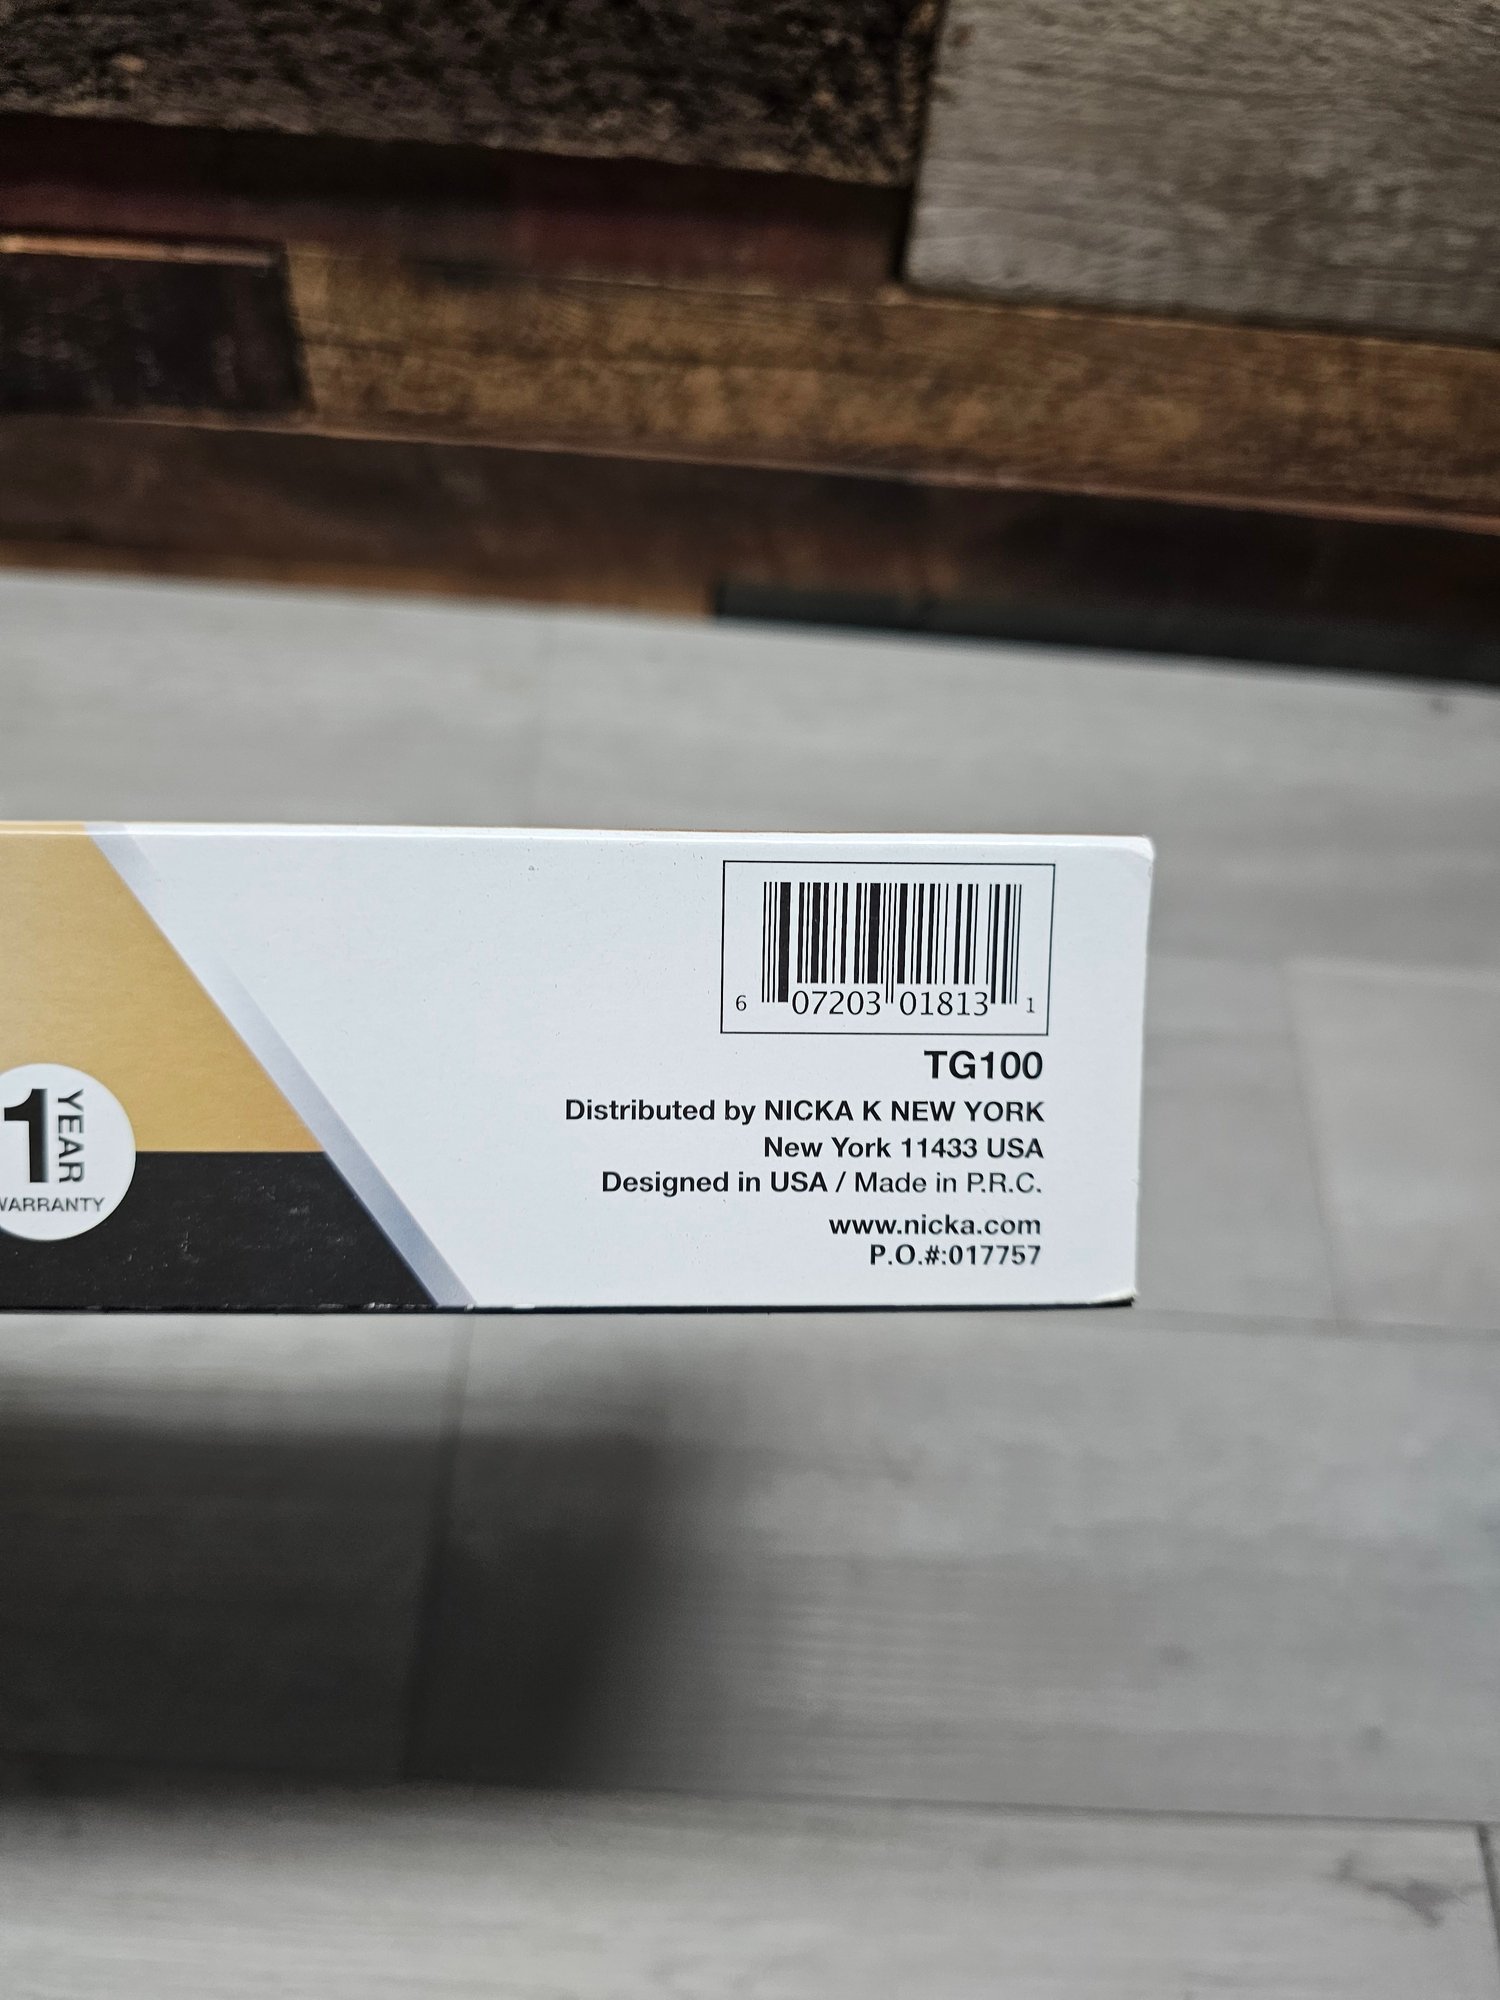 1 YEAR
WARRANTY
6 07203 01813 1
TG100
Distributed by NICKA K NEW YORK
New York 11433 USA
Designed in USA / Made in P.R.C.
www.nicka.com
P.O.#:017757